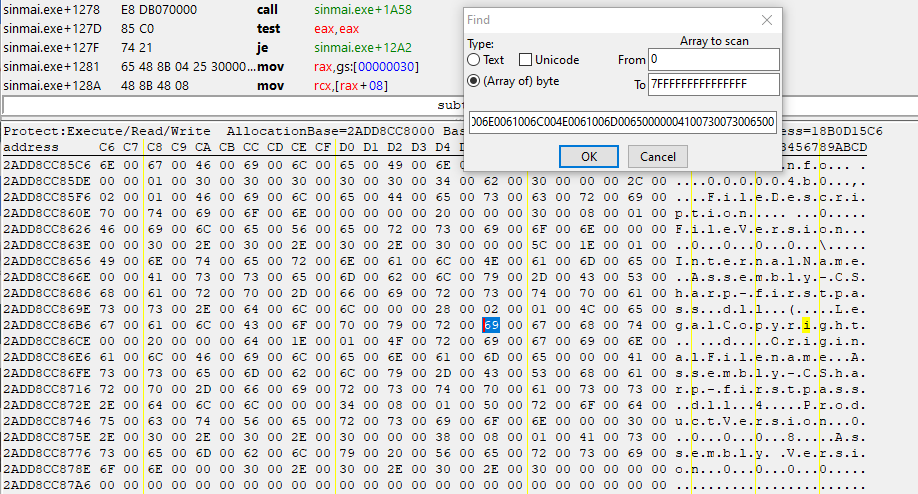 sinmai.exe+1278 E8 DB070000 call sinmai.exe+1A58
sinmai.exe+127D 85 C0 test eax,eax
sinmai.exe+127F 74 21 je sinmai.exe+12A2
sinmai.exe+1281 65 48 8B 04 25 30000... mov rax,gs:[00000030]
sinmai.exe+128A 48 8B 48 08 mov rcx,[rax+08]
Find
Type:
Text
Unicode
(Array of) byte
Array to scan
From 0
To 7FFFFFFFFFFFFFFF
006E0061006C004E0061006D00650000004100730073006500
OK
Cancel
Protect:Execute/Read/Write AllocationBase=2ADD8CC8000 Bas
ess=18B0D15C6
address C6 C7 C8 C9 CA CB CC CD CE CF D0 D1 D2 D3 D4
3456789ABCD
2ADD8CC85C6 6E 00 67 00 46 00 69 00 6C 00 65 00 49 00 6E
nfo...
2ADD8CC85DE 00 00 01 00 30 00 30 00 30 00 30 00 30 00 34 00 62 00 30 00 00 00 2C 00 ....0.0.0.0.0.4.b.0...,.
2ADD8CC85F6 02 00 01 00 46 00 69 00 6C 00 65 00 44 00 65 00 73 00 63 00 72 00 69 00 ....F.i.l.e.D.e.s.c.r.i.
2ADD8CC860E 70 00 74 00 69 00 6F 00 6E 00 00 00 00 00 20 00 00 00 30 00 08 00 01 00 p.t.i.o.n..... ...0.....
2ADD8CC8626 46 00 69 00 6C 00 65 00 56 00 65 00 72 00 73 00 69 00 6F 00 6E 00 00 00 F.i.l.e.V.e.r.s.i.o.n...
2ADD8CC863E 00 00 30 00 2E 00 30 00 2E 00 30 00 2E 00 30 00 00 00 5C 00 1E 00 01 00 ..0...0...0...0...\.....
2ADD8CC8656 49 00 6E 00 74 00 65 00 72 00 6E 00 61 00 6C 00 4E 00 61 00 6D 00 65 00 I.n.t.e.r.n.a.l.N.a.m.e.
2ADD8CC866E 00 00 41 00 73 00 73 00 65 00 6D 00 62 00 6C 00 79 00 2D 00 43 00 53 00 ..A.s.s.e.m.b.l.y.-.C.S.
2ADD8CC8686 68 00 61 00 72 00 70 00 2D 00 66 00 69 00 72 00 73 00 74 00 70 00 61 00 h.a.r.p.-.f.i.r.s.t.p.a.
2ADD8CC869E 73 00 73 00 2E 00 64 00 6C 00 6C 00 00 00 28 00 02 00 01 00 4C 00 65 00 s.s...d.l.l...(.....L.e.
2ADD8CC86B6 67 00 61 00 6C 00 43 00 6F 00 70 00 79 00 72 00 69 00 67 00 68 00 74 00 g.a.l.C.o.p.y.r.i.g.h.t.
2ADD8CC86CE 00 00 20 00 00 00 64 00 1E 00 01 00 4F 00 72 00 69 00 67 00 69 00 6E 00 .. ...d.....O.r.i.g.i.n.
2ADD8CC86E6 61 00 6C 00 46 00 69 00 6C 00 65 00 6E 00 61 00 6D 00 65 00 00 00 41 00 a.l.F.i.l.e.n.a.m.e...A.
2ADD8CC86FE 73 00 73 00 65 00 6D 00 62 00 6C 00 79 00 2D 00 43 00 53 00 68 00 61 00 s.s.e.m.b.l.y.-.C.S.h.a.
2ADD8CC8716 72 00 70 00 2D 00 66 00 69 00 72 00 73 00 74 00 70 00 61 00 73 00 73 00 r.p.-.f.i.r.s.t.p.a.s.s.
2ADD8CC872E 2E 00 64 00 6C 00 6C 00 00 00 34 00 08 00 01 00 50 00 72 00 6F 00 64 00 ..d.l.l...4.....P.r.o.d.
2ADD8CC8746 75 00 63 00 74 00 56 00 65 00 72 00 73 00 69 00 6F 00 6E 00 00 00 30 00 u.c.t.V.e.r.s.i.o.n...0.
2ADD8CC875E 2E 00 30 00 2E 00 30 00 2E 00 30 00 00 00 38 00 08 00 01 00 41 00 73 00 ..0...0...0...8.....A.s.
2ADD8CC8776 73 00 65 00 6D 00 62 00 6C 00 79 00 20 00 56 00 65 00 72 00 73 00 69 00 s.e.m.b.l.y. .V.e.r.s.i.
2ADD8CC878E 6F 00 6E 00 00 00 30 00 2E 00 30 00 2E 00 30 00 2E 00 30 00 00 00 00 00 o.n...0...0...0...0.....
2ADD8CC87A6 00 00 00 00 00 00 00 00 00 00 00 00 00 00 00 00 00 00 00 00 00 00 00 00 ........................